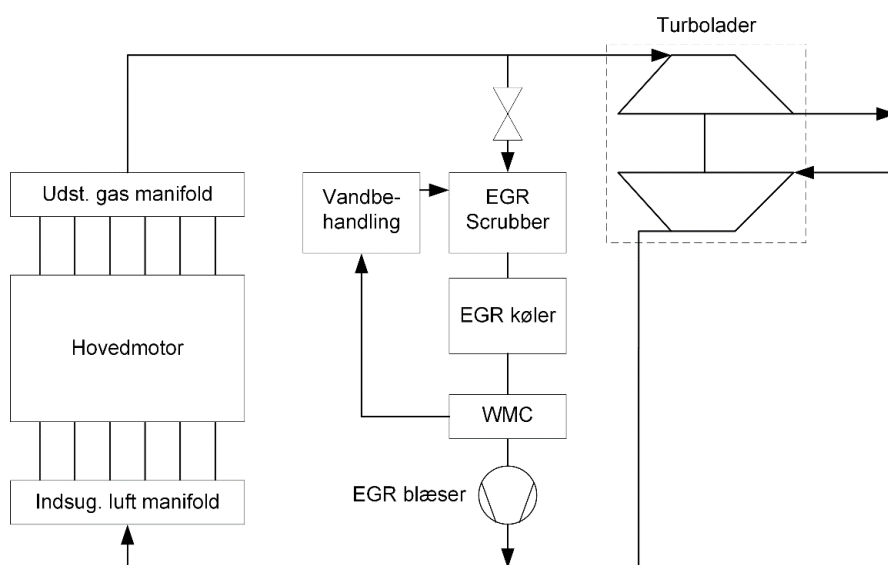 Turbolader
Udst. gas manifold
Vandbe-
handling
EGR
Scrubber
EGR køler
Hovedmotor
WMC
EGR blæser
Indsug. luft manifold